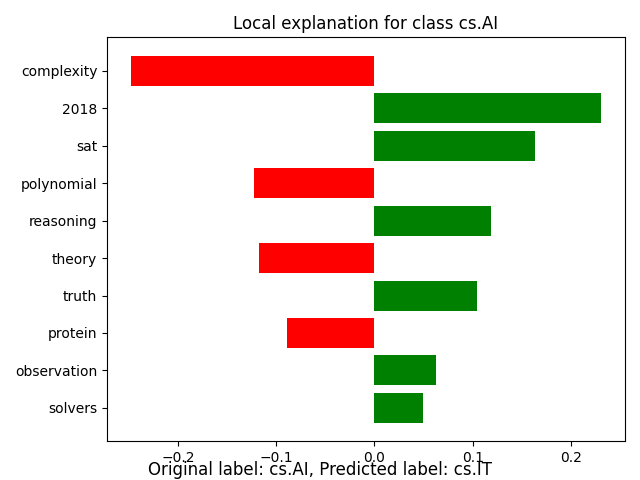 Local explanation for class cs.AI
complexity
2018
sat
polynomial
reasoning
theory
truth
protein
observation
solvers
−0.2 −0.1 0.0 0.1 0.2
Original label: cs.AI, Predicted label: cs.IT